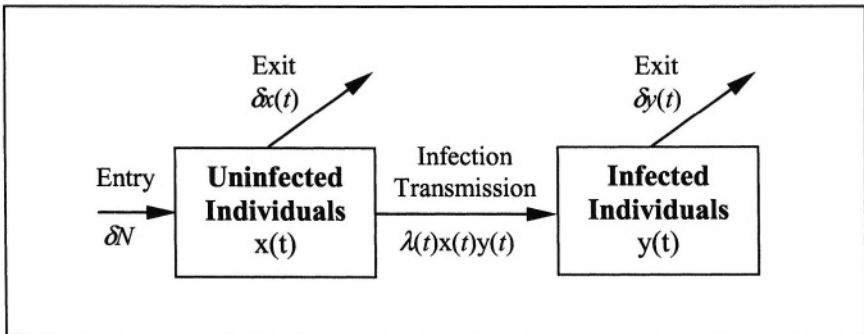 Exit
δx(t)
Exit
δy(t)
Entry
δN
Uninfected
Individuals
x(t)
Infection
Transmission
λ(t)x(t)y(t)
Infected
Individuals
y(t)